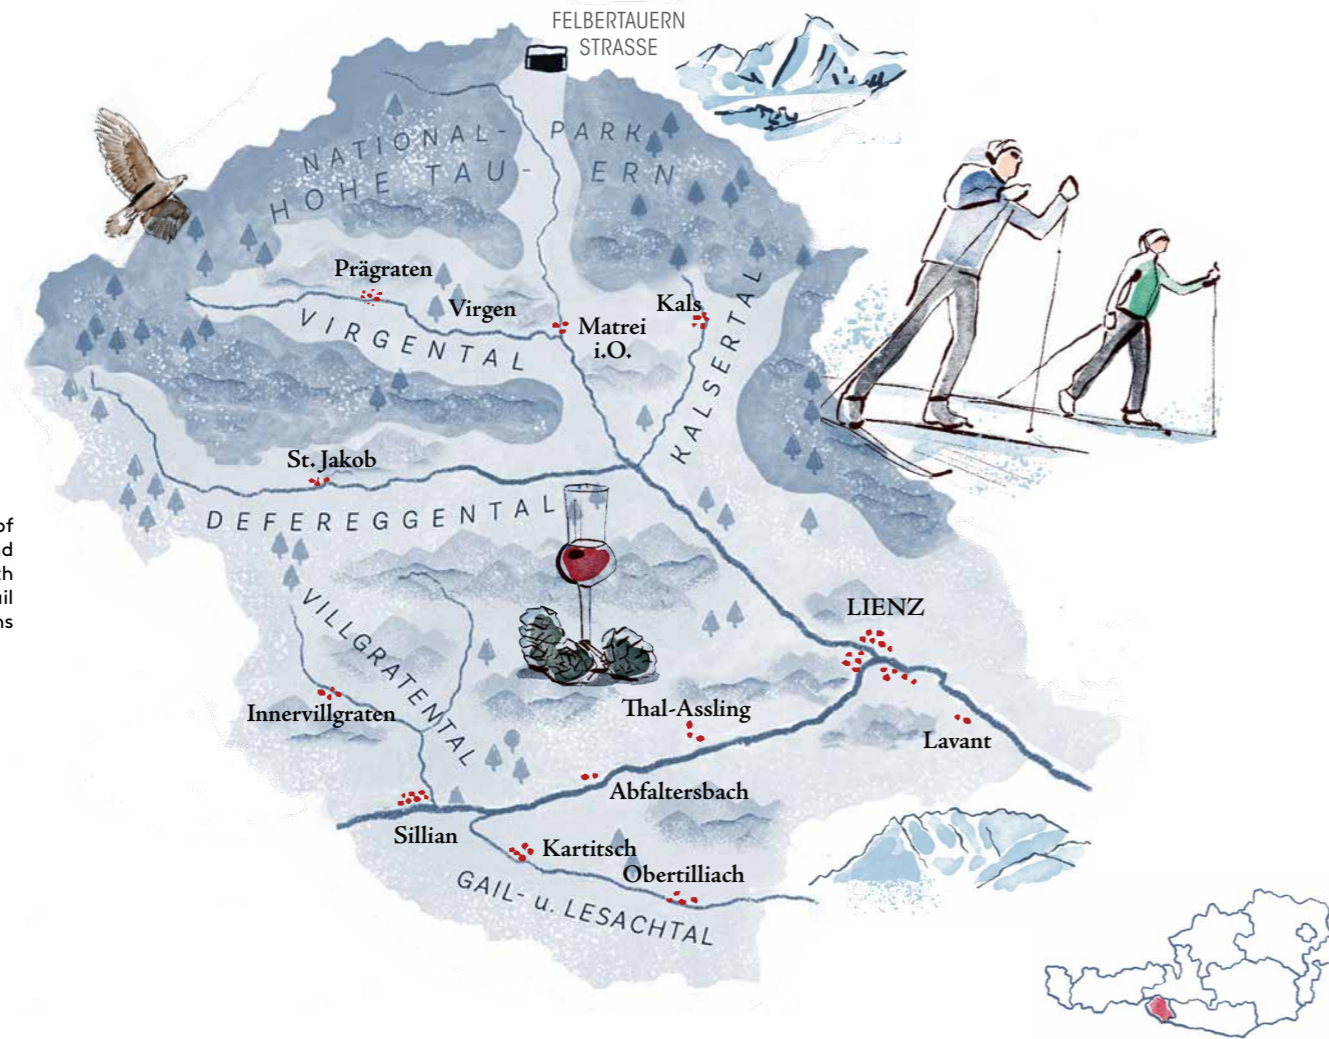 FELBERTAUERN
STRASSE
NATIONAL- PARK
HOHE TAU- ERN
Prägraten
Virgen
Kals
Matrei
i.O.
VIRGENTAL
KALSERTAL
St. Jakob
DEFEREGGENTAL
of
LIENZ
VILLGRATENTAL
Innervillgraten
Thal-Assling
Lavant
Abfaltersbach
Sillian
Kartitsch
Obertilliach
GAIL- u. LESACHTAL